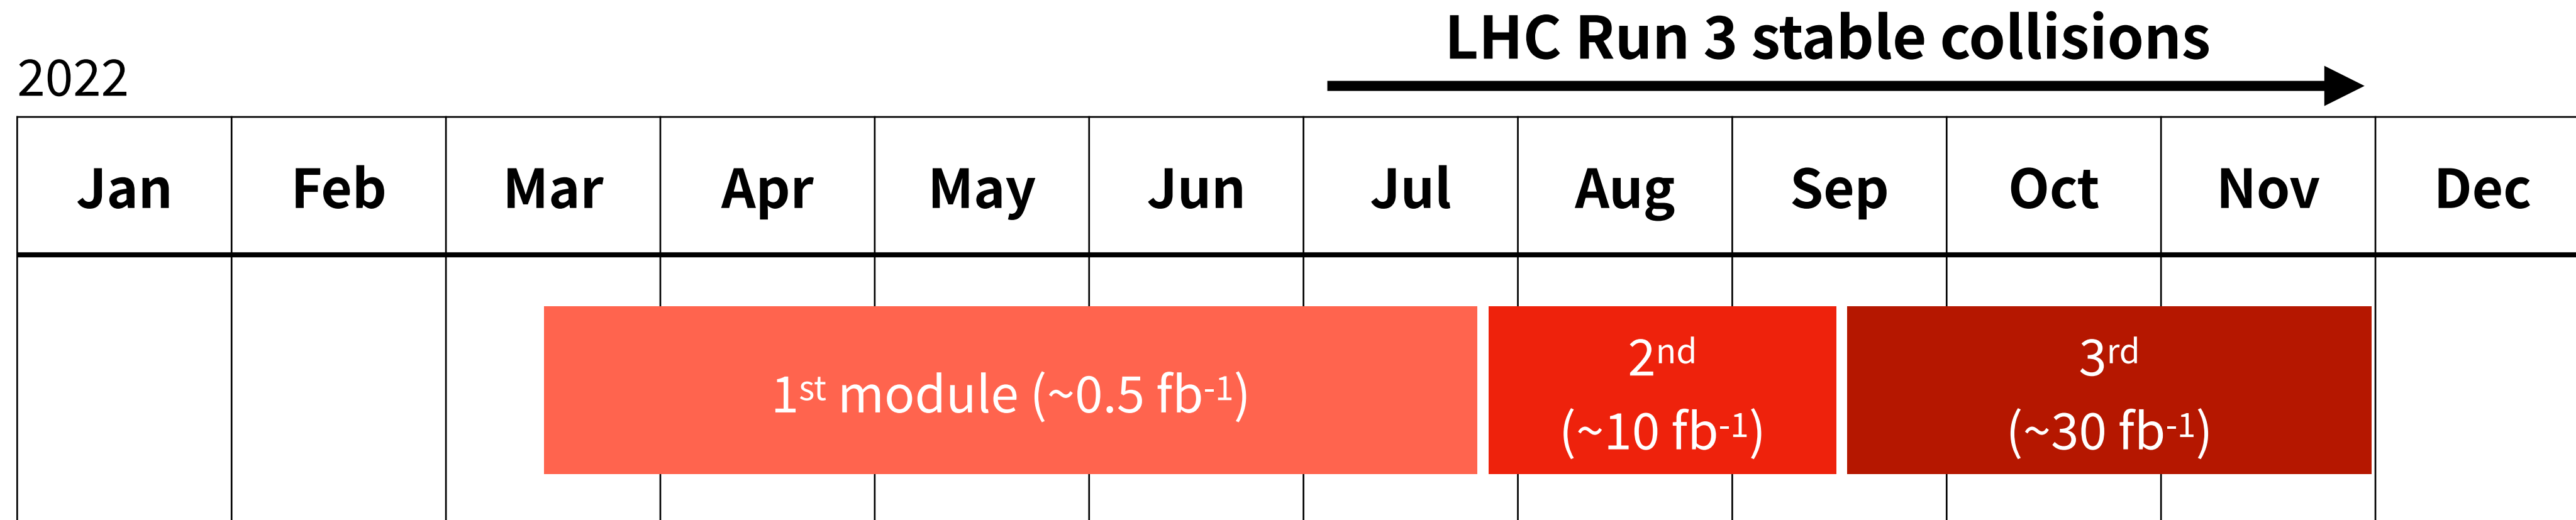 LHC Run 3 stable collisions
2022
Jan Feb Mar Apr May Jun Jul Aug Sep Oct Nov Dec
1st module (~0.5 fb-1)
2nd
(~10 fb-1)
3rd
(~30 fb-1)